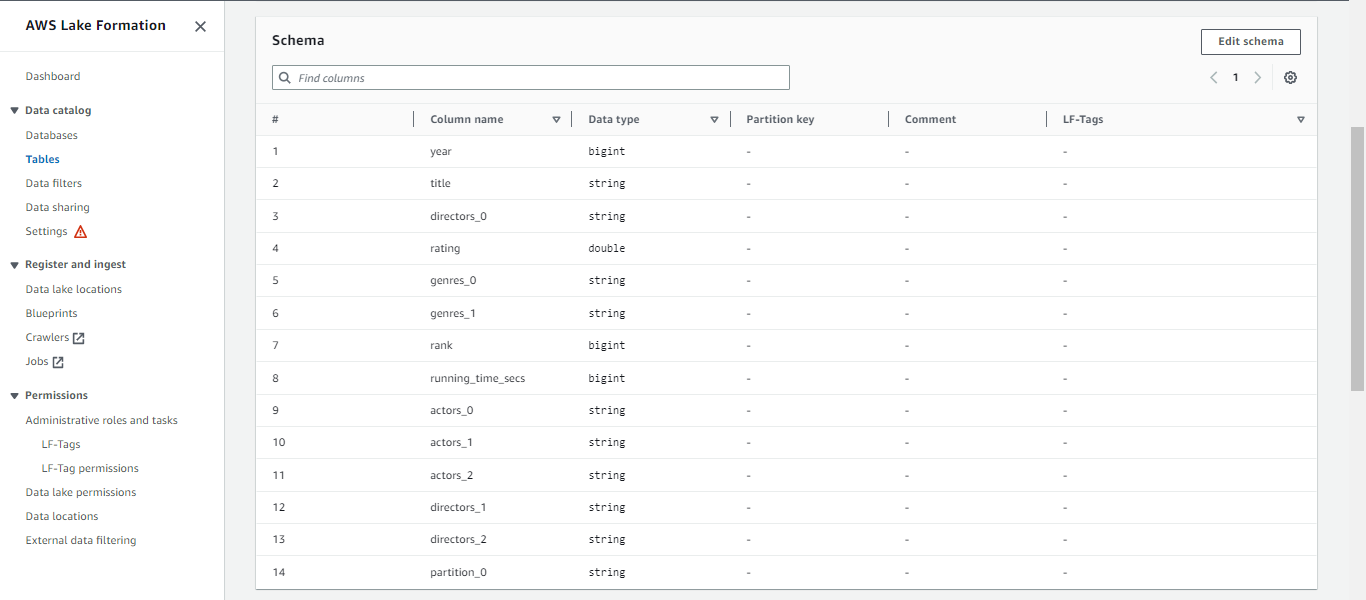 AWS Lake Formation
Dashboard
Data catalog
Databases
Tables
Data filters
Data sharing
Settings
Register and ingest
Data lake locations
Blueprints
Crawlers
Jobs
Permissions
Administrative roles and tasks
LF-Tags
LF-Tag permissions
Data lake permissions
Data locations
External data filtering
Schema
Edit schema
Find columns
1
# Column name Data type Partition key Comment LF-Tags
1 year bigint - - -
2 title string - - -
3 directors_0 string - - -
4 rating double - - -
5 genres_0 string - - -
6 genres_1 string - - -
7 rank bigint - - -
8 running_time_secs bigint - - -
9 actors_0 string - - -
10 actors_1 string - - -
11 actors_2 string - - -
12 directors_1 string - - -
13 directors_2 string - - -
14 partition_0 string - - -